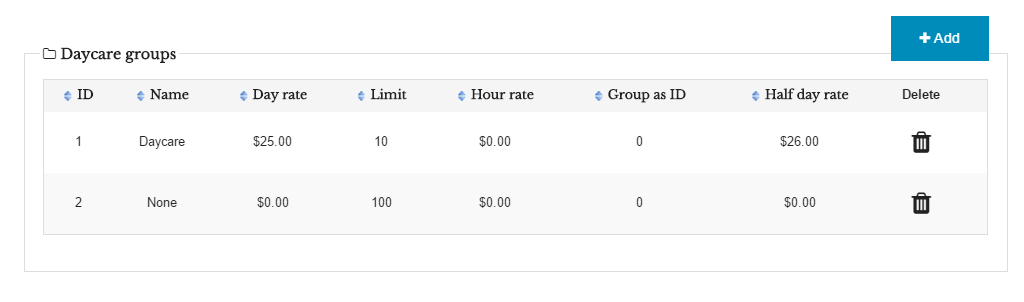 Add
Daycare groups
ID Name Day rate Limit Hour rate Group as ID Half day rate Delete
1 Daycare $25.00 10 $0.00 0 $26.00
2 None $0.00 100 $0.00 0 $0.00